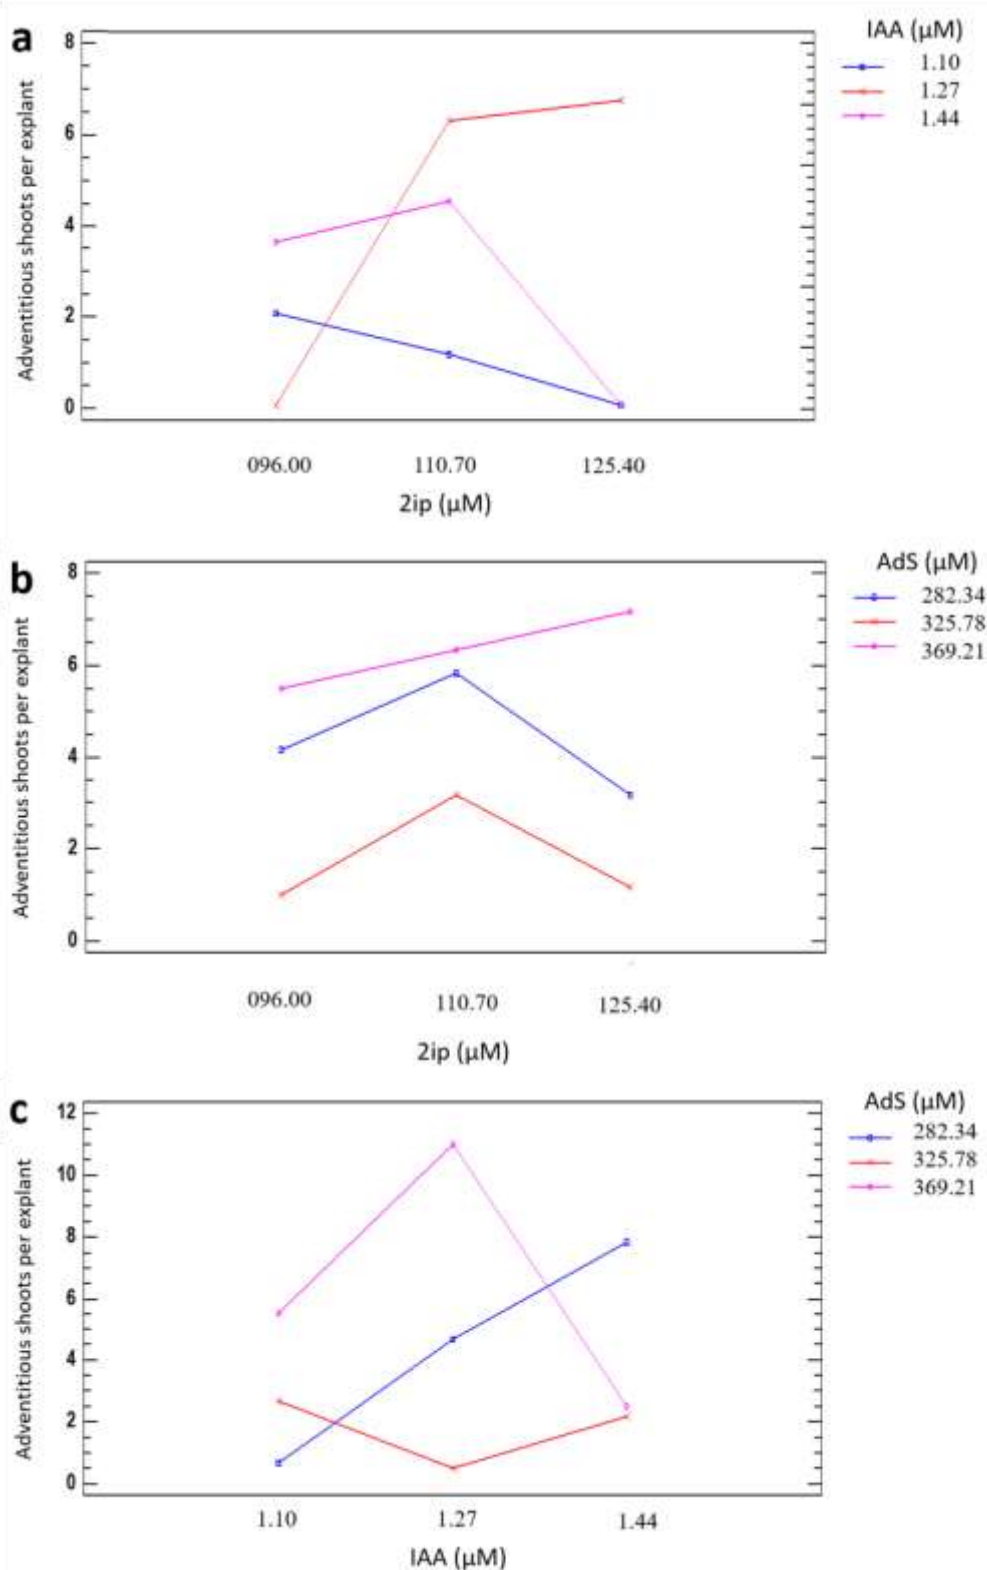 a
IAA (μM)
1.10
1.27
1.44
Adventitious shoots per explant
8
6
4
2
0
096.00 110.70 125.40
2ip (μM)
b
AdS (μM)
282.34
325.78
369.21
Adventitious shoots per explant
8
6
4
2
0
096.00 110.70 125.40
2ip (μM)
c
AdS (μM)
282.34
325.78
369.21
Adventitious shoots per explant
12
10
8
6
4
2
0
1.10 1.27 1.44
IAA (μM)